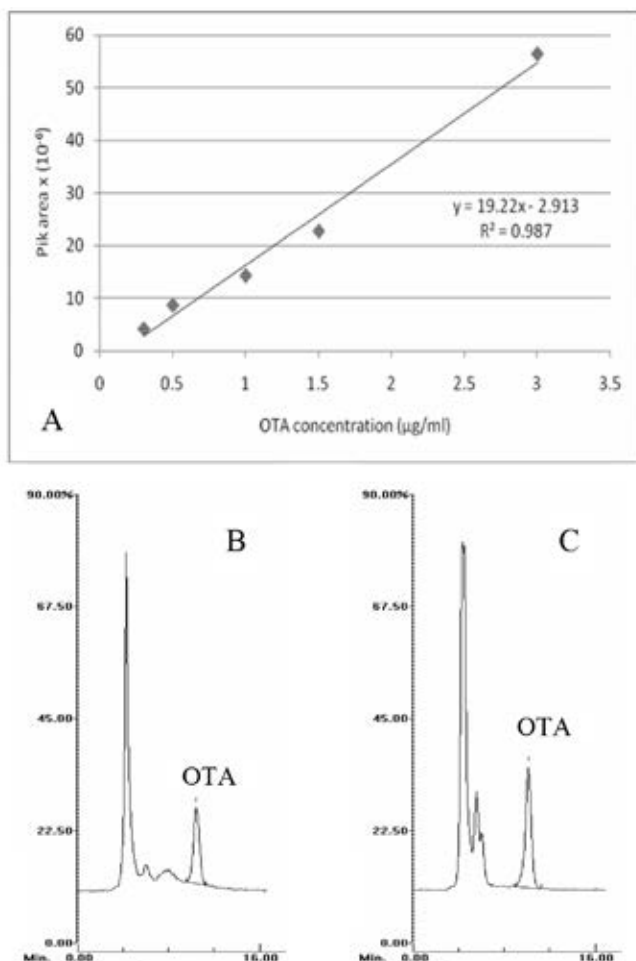 60
50
40
30
20
10
0
Pik area x (10⁻⁶)
y = 19.22x - 2.913
R² = 0.987
0 0.5 1 1.5 2 2.5 3 3.5
A
OTA concentration (µg/ml)
90.00%
B
67.50
45.00
OTA
22.50
0.00
Min. 0.00 16.00
90.00%
C
67.50
45.00
OTA
22.50
0.00
Min. 0.00 16.00